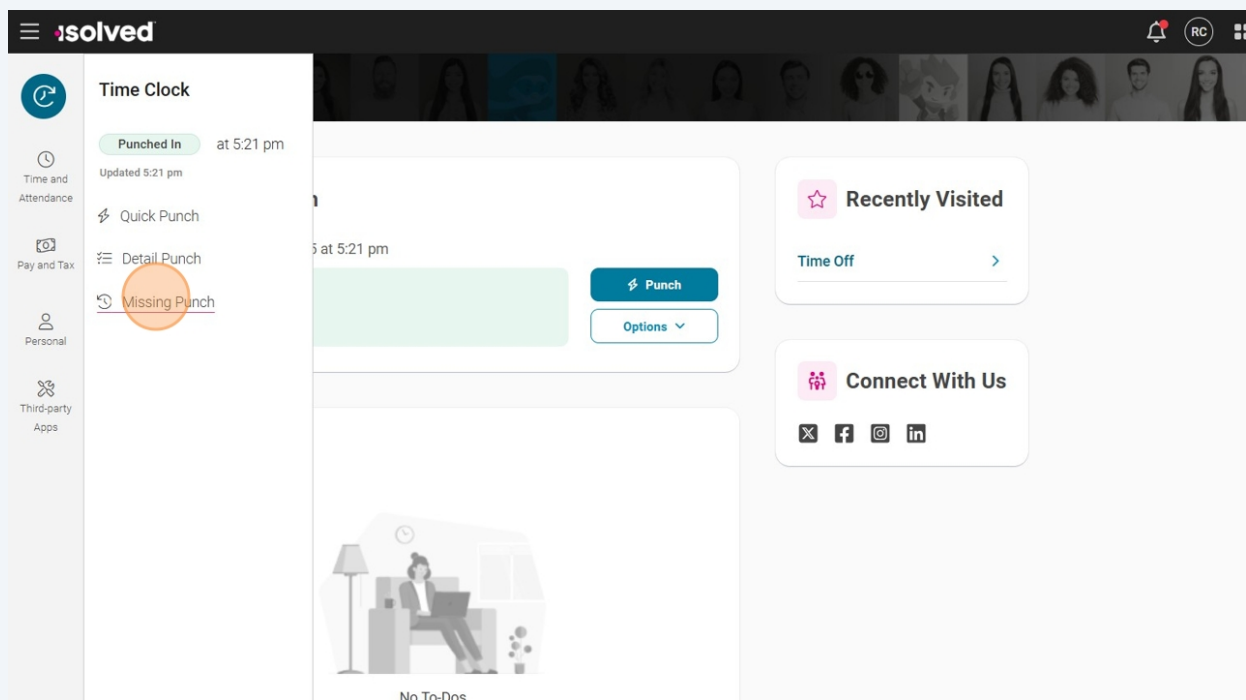 isolved
RC
Time Clock
Punched In at 5:21 pm
Updated 5:21 pm
Quick Punch
Detail Punch
Missing Punch
Time and
Attendance
Pay and Tax
Personal
Third-party
Apps
5 at 5:21 pm
Punch
Options
No To-Dos
Recently Visited
Time Off
Connect With Us